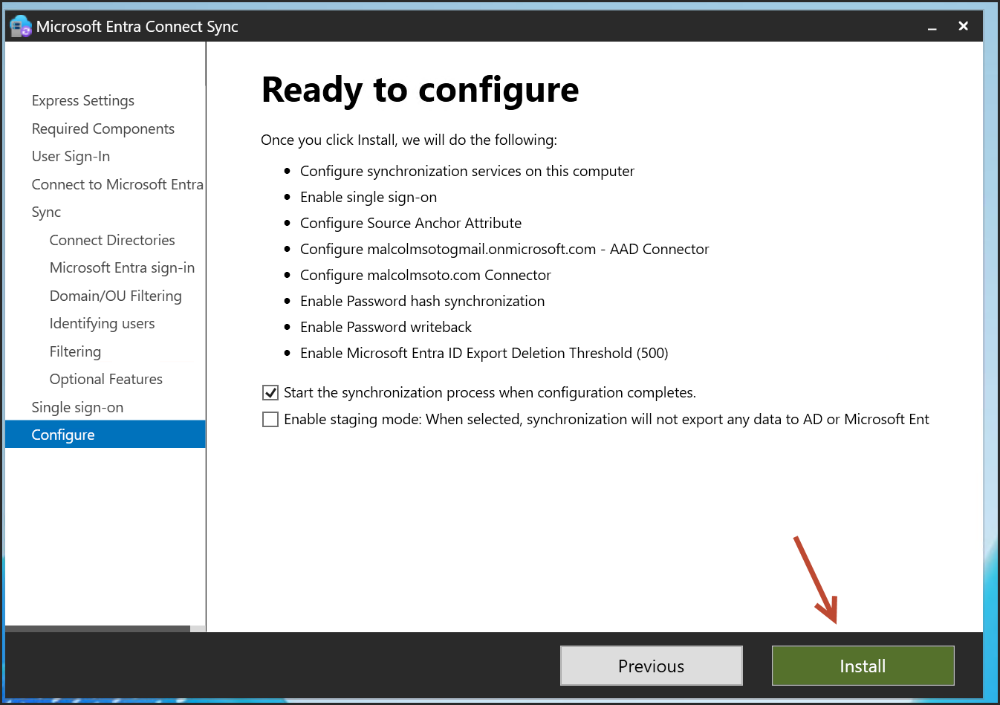 Microsoft Entra Connect Sync
Express Settings
Required Components
User Sign-In
Connect to Microsoft Entra
Sync
Connect Directories
Microsoft Entra sign-in
Domain/OU Filtering
Identifying users
Filtering
Optional Features
Single sign-on
Configure
Ready to configure
Once you click Install, we will do the following:
Configure synchronization services on this computer
Enable single sign-on
Configure Source Anchor Attribute
Configure malcolmsotogmail.onmicrosoft.com - AAD Connector
Configure malcolmsoto.com Connector
Enable Password hash synchronization
Enable Password writeback
Enable Microsoft Entra ID Export Deletion Threshold (500)
Start the synchronization process when configuration completes.
Enable staging mode: When selected, synchronization will not export any data to AD or Microsoft Ent
Previous
Install